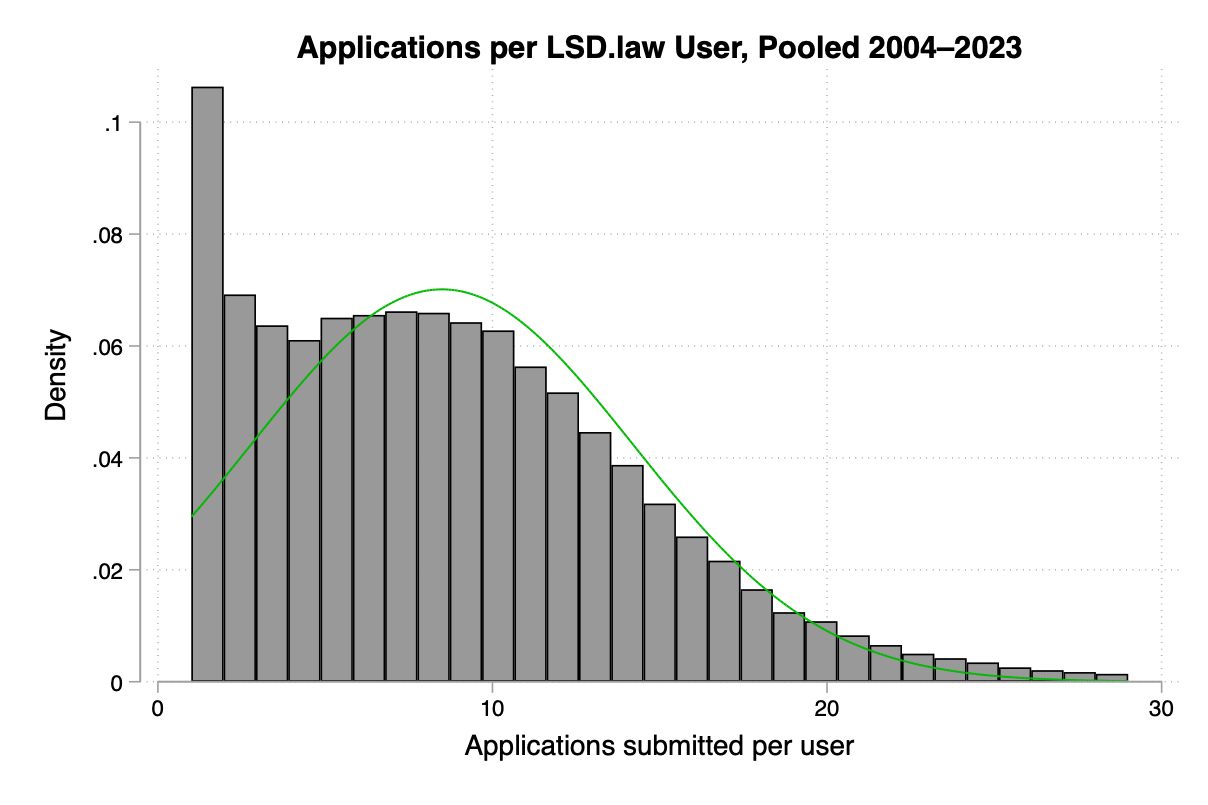 Applications per LSD.law User, Pooled 2004–2023
Density
.1
.08
.06
.04
.02
0
0 10 20 30
Applications submitted per user